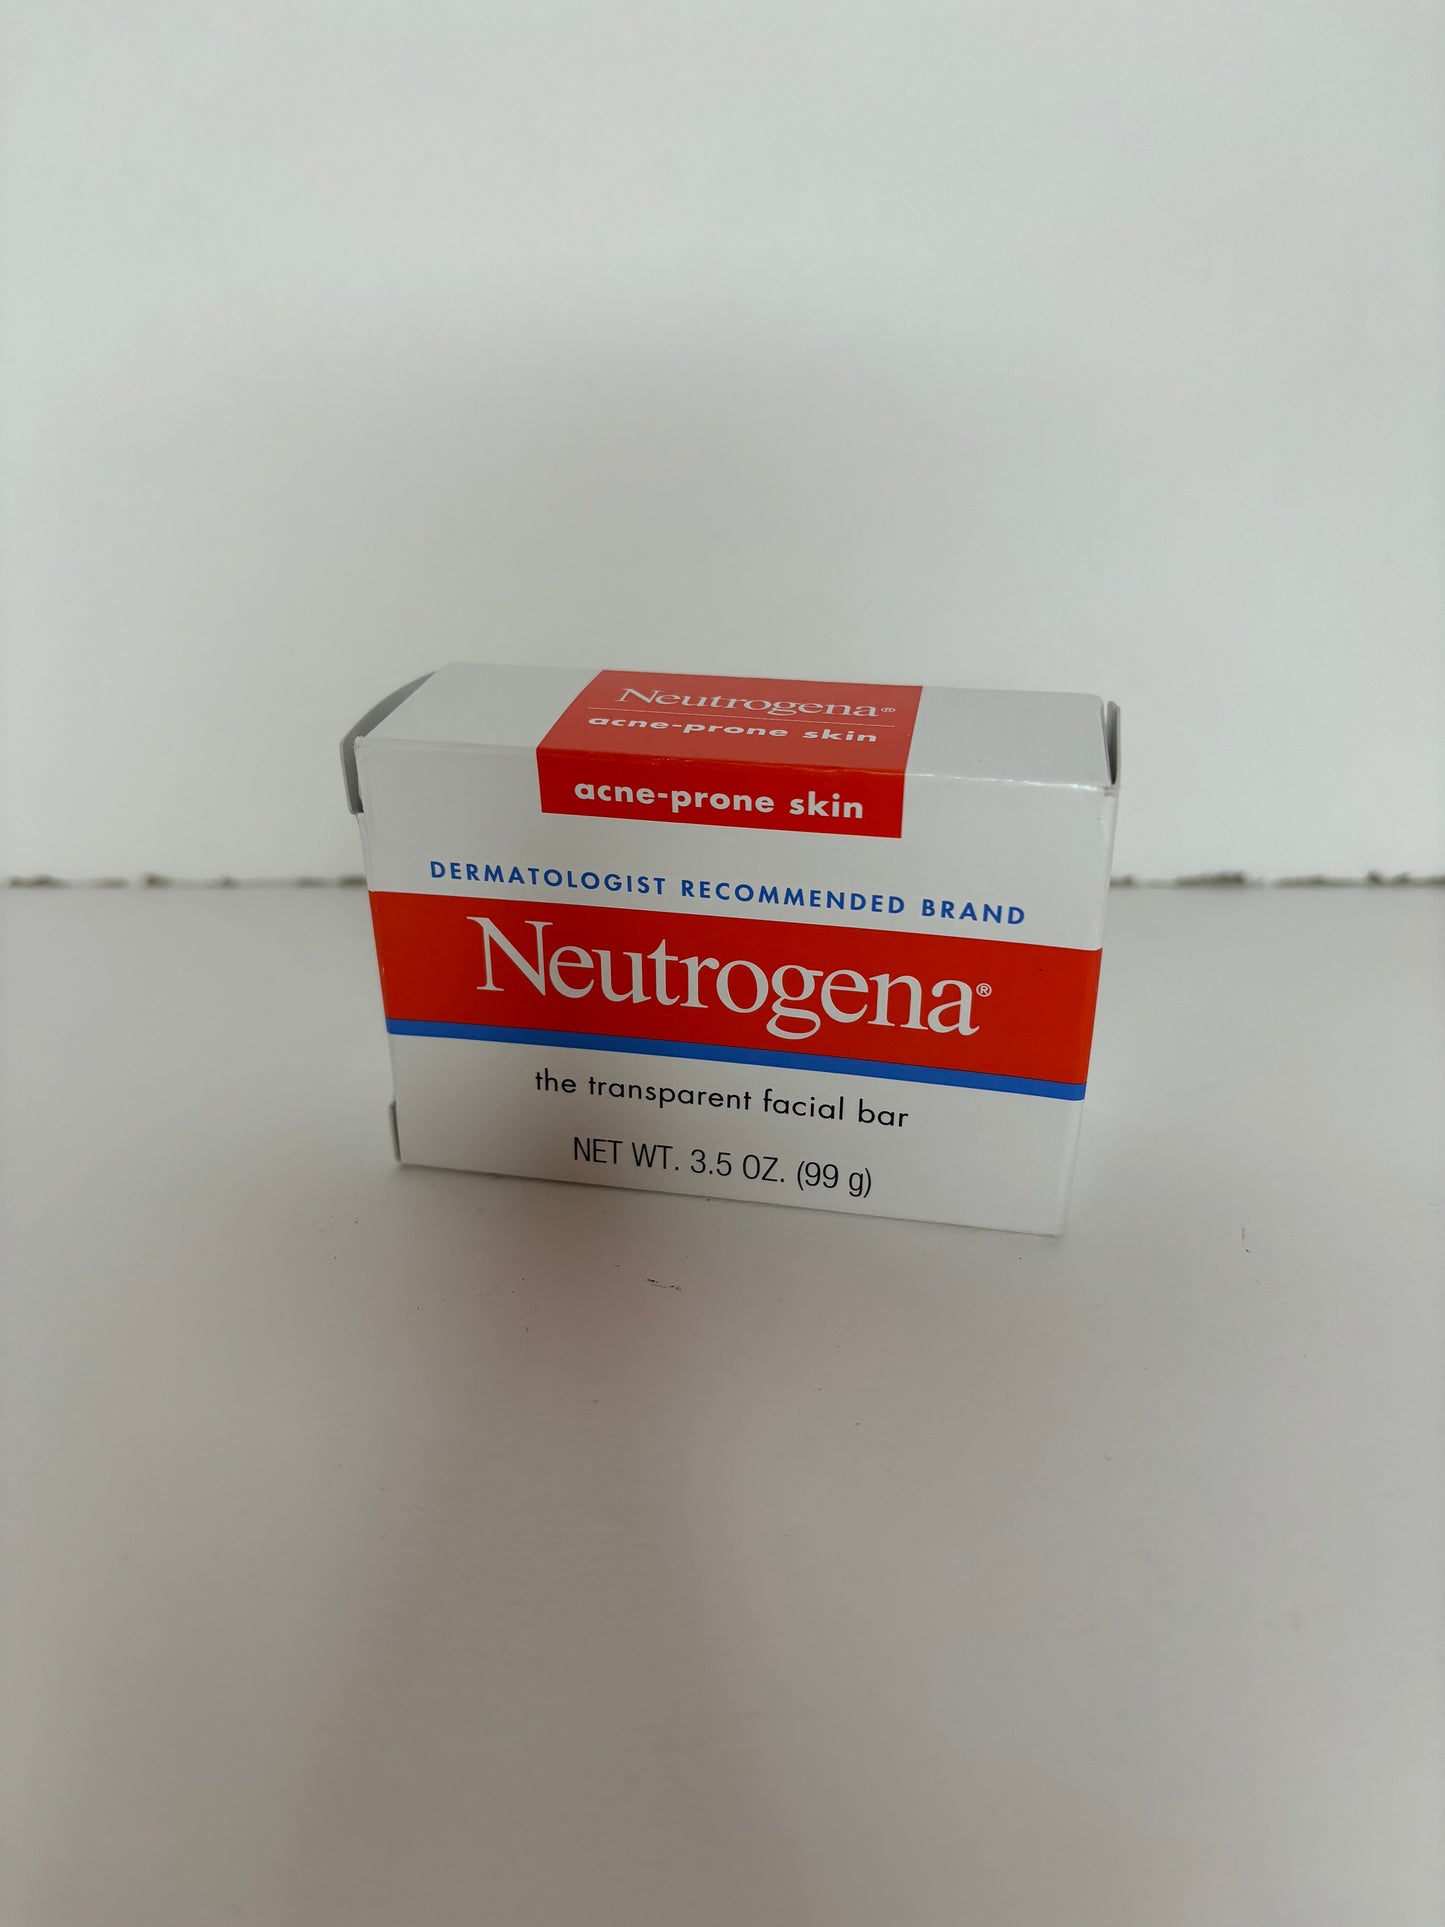 Neutrogena®
acne-prone skin
acne-prone skin
DERMATOLOGIST RECOMMENDED BRAND
Neutrogena®
the transparent facial bar
NET WT. 3.5 OZ. (99 g)